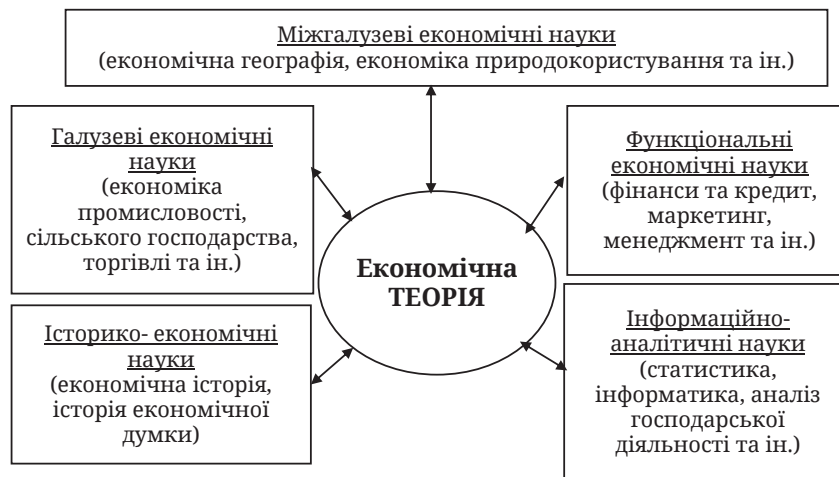 Міжгалузеві економічні науки
(економічна географія, економіка природокористування та ін.)
Галузеві економічні
науки
(економіка
промисловості,
сільського господарства,
торгівлі та ін.)
Функціональні
економічні науки
(фінанси та кредит,
маркетинг,
менеджмент та ін.)
Економічна
ТЕОРІЯ
Історико- економічні
науки
(економічна історія,
історія економічної
думки)
Інформаційно-
аналітичні науки
(статистика,
інформатика, аналіз
господарської
діяльності та ін.)